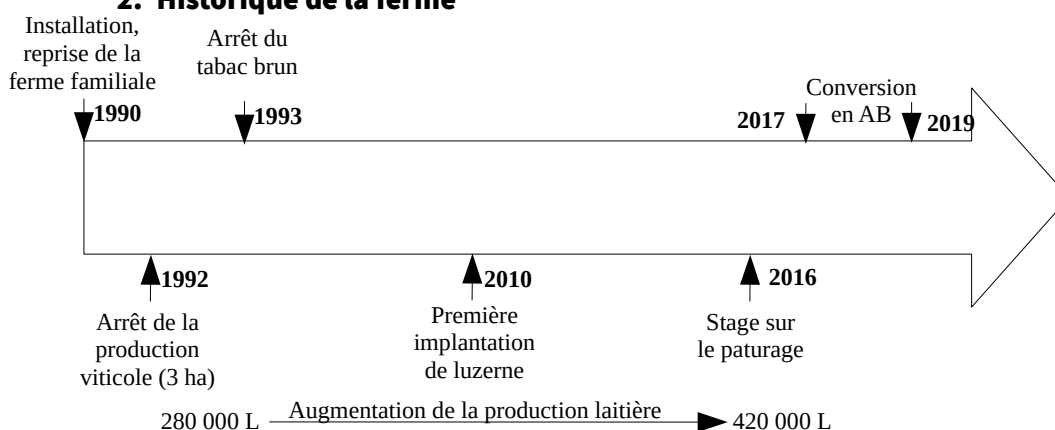 2. Historique de la ferme
Installation,
reprise de la
ferme familiale
1990
Arrêt du
tabac brun
1993
2017
Conversion
en AB
2019
1992
Arrêt de la
production
viticole (3 ha)
2010
Première
implantation
de luzerne
2016
Stage sur
le paturage
280 000 L
Augmentation de la production laitière
420 000 L